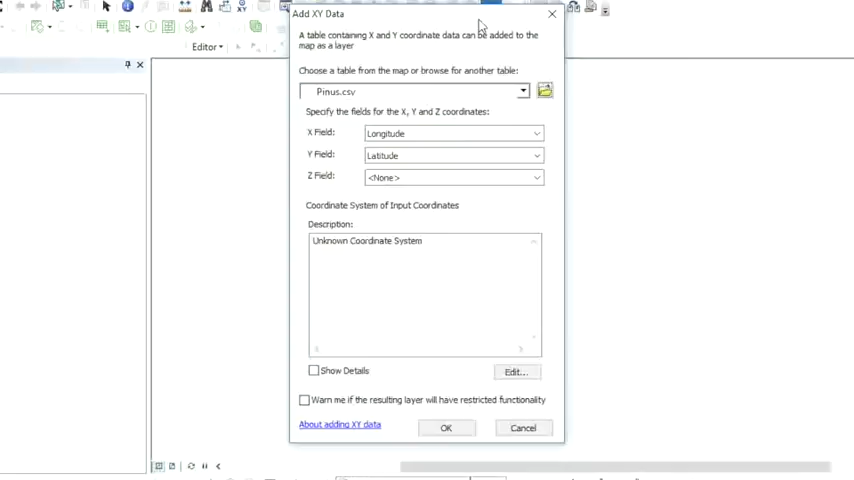 Add XY Data
A table containing X and Y coordinate data can be added to the
map as a layer
Editor
Choose a table from the map or browse for another table:
Pinus.csv
Specify the fields for the X, Y and Z coordinates:
X Field: Longitude
Y Field: Latitude
Z Field: <None>
Coordinate System of Input Coordinates
Description:
Unknown Coordinate System
Show Details
Edit...
Warn me if the resulting layer will have restricted functionality
About adding XY data
OK
Cancel